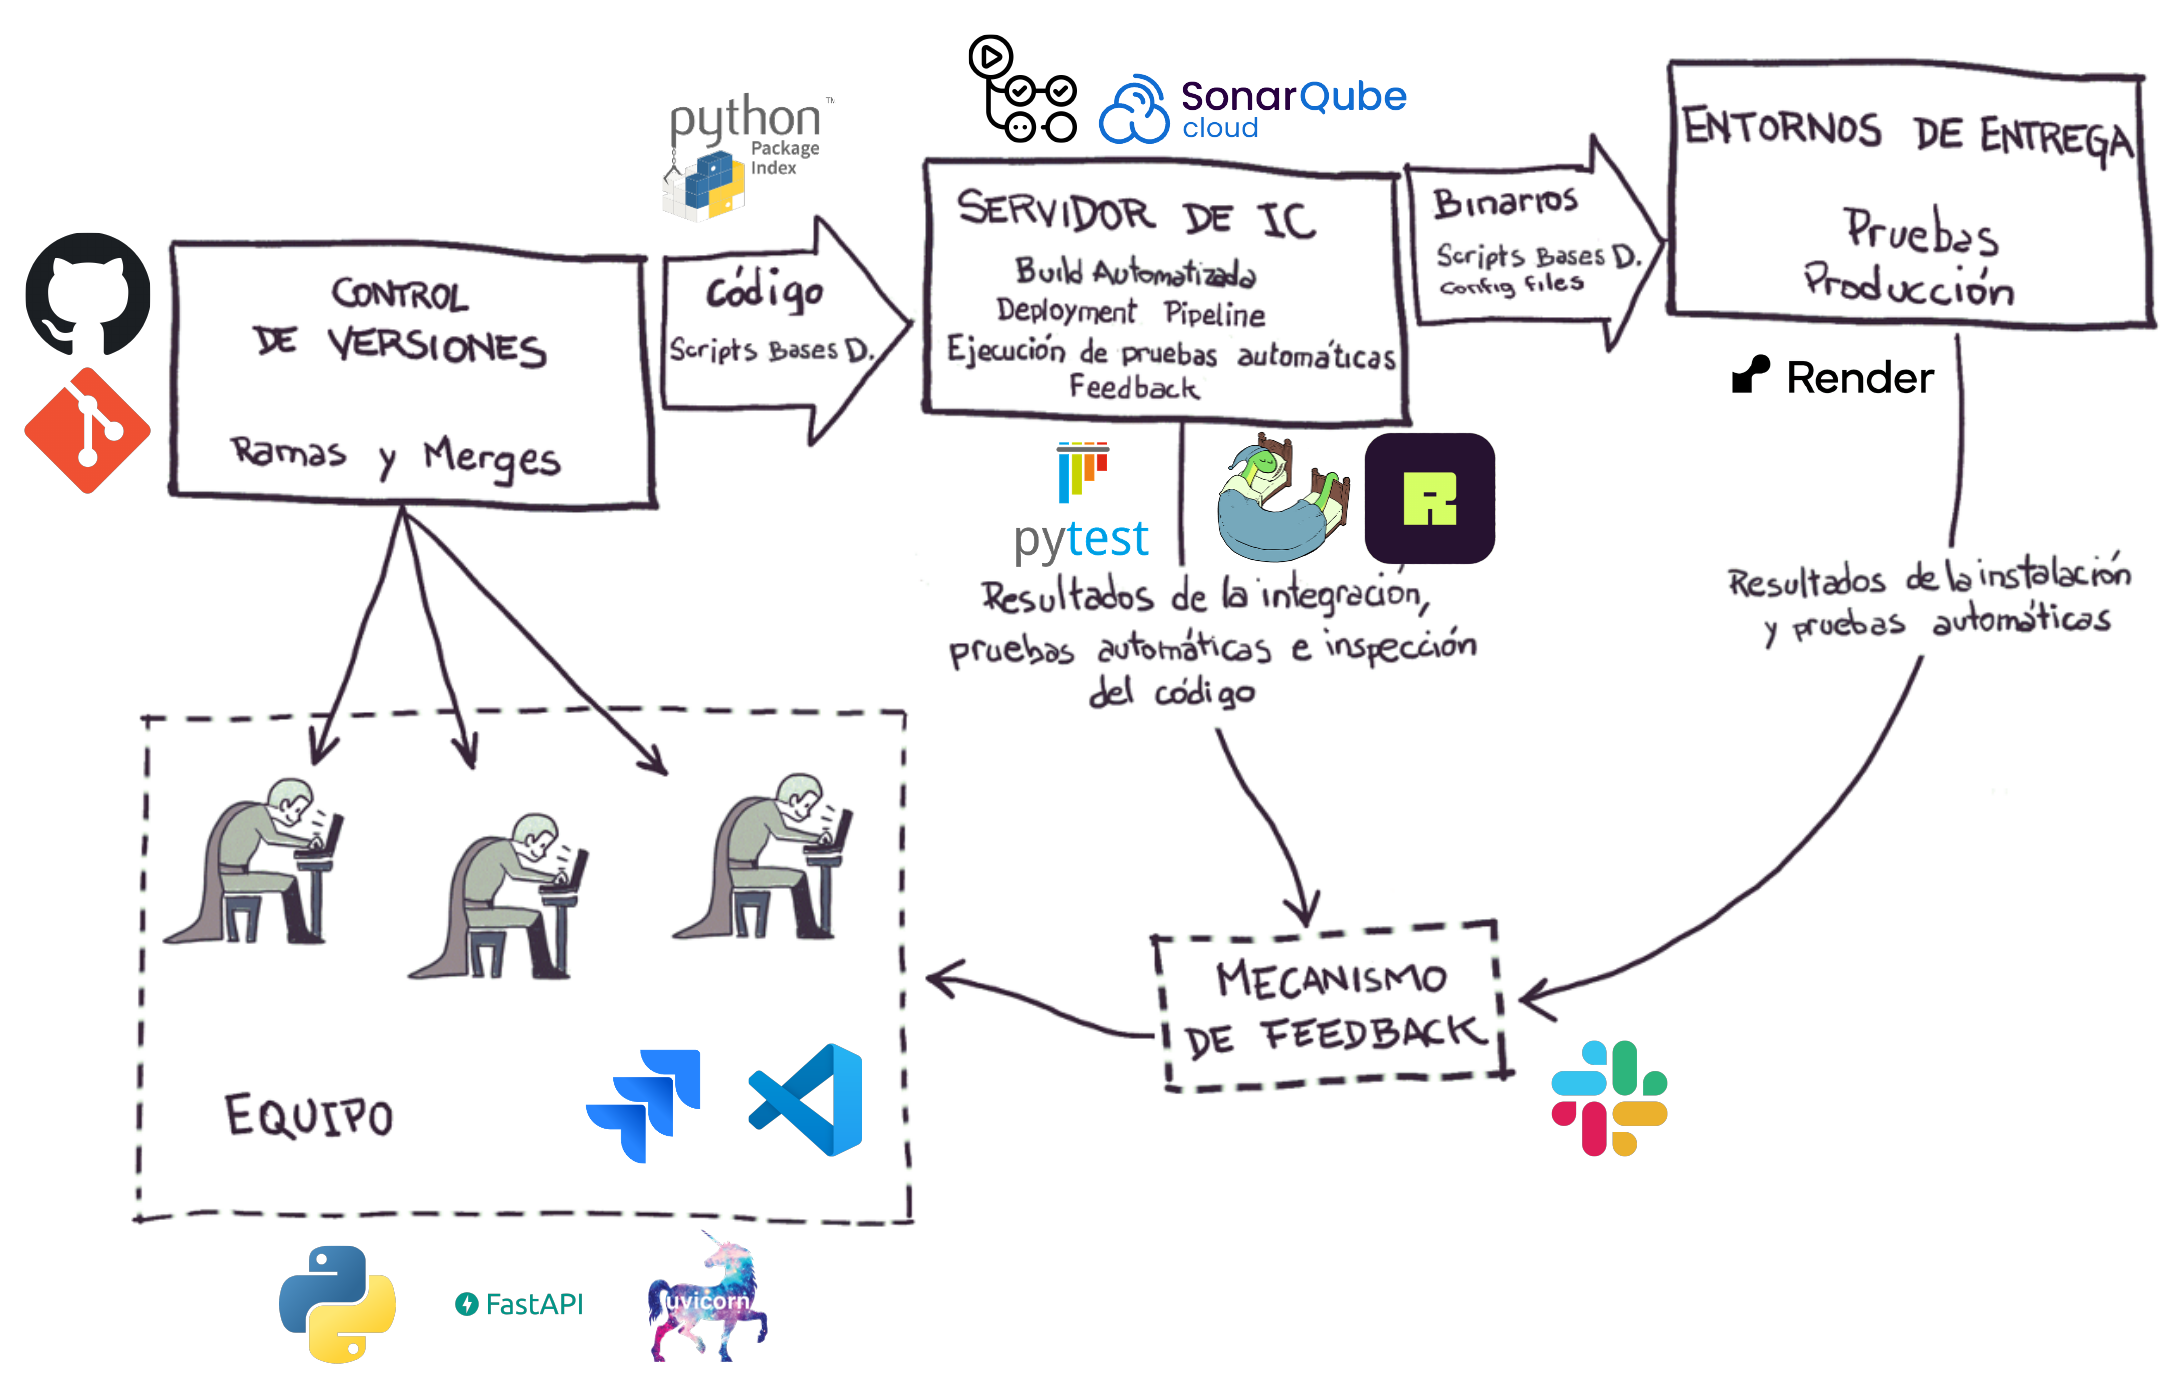 python
TM
Package
Index
SonarQube
cloud
CONTROL
DE VERSIONES
Ramas y Merges
Código
Scripts Bases D.
SERVIDOR DE IC
Build Automatizada
Deployment Pipeline
Ejecución de pruebas automáticas
Feedback
Binarios
Scripts Bases D.
Config files
ENTORNOS DE ENTREGA
Pruebas
Producción
Render
pytest
R
Resultados de la integración,
pruebas automáticas e inspección
del código
Resultados de la instalación
y pruebas automáticas
MECANISMO
DE FEEDBACK
EQUIPO
FastAPI
uvicorn